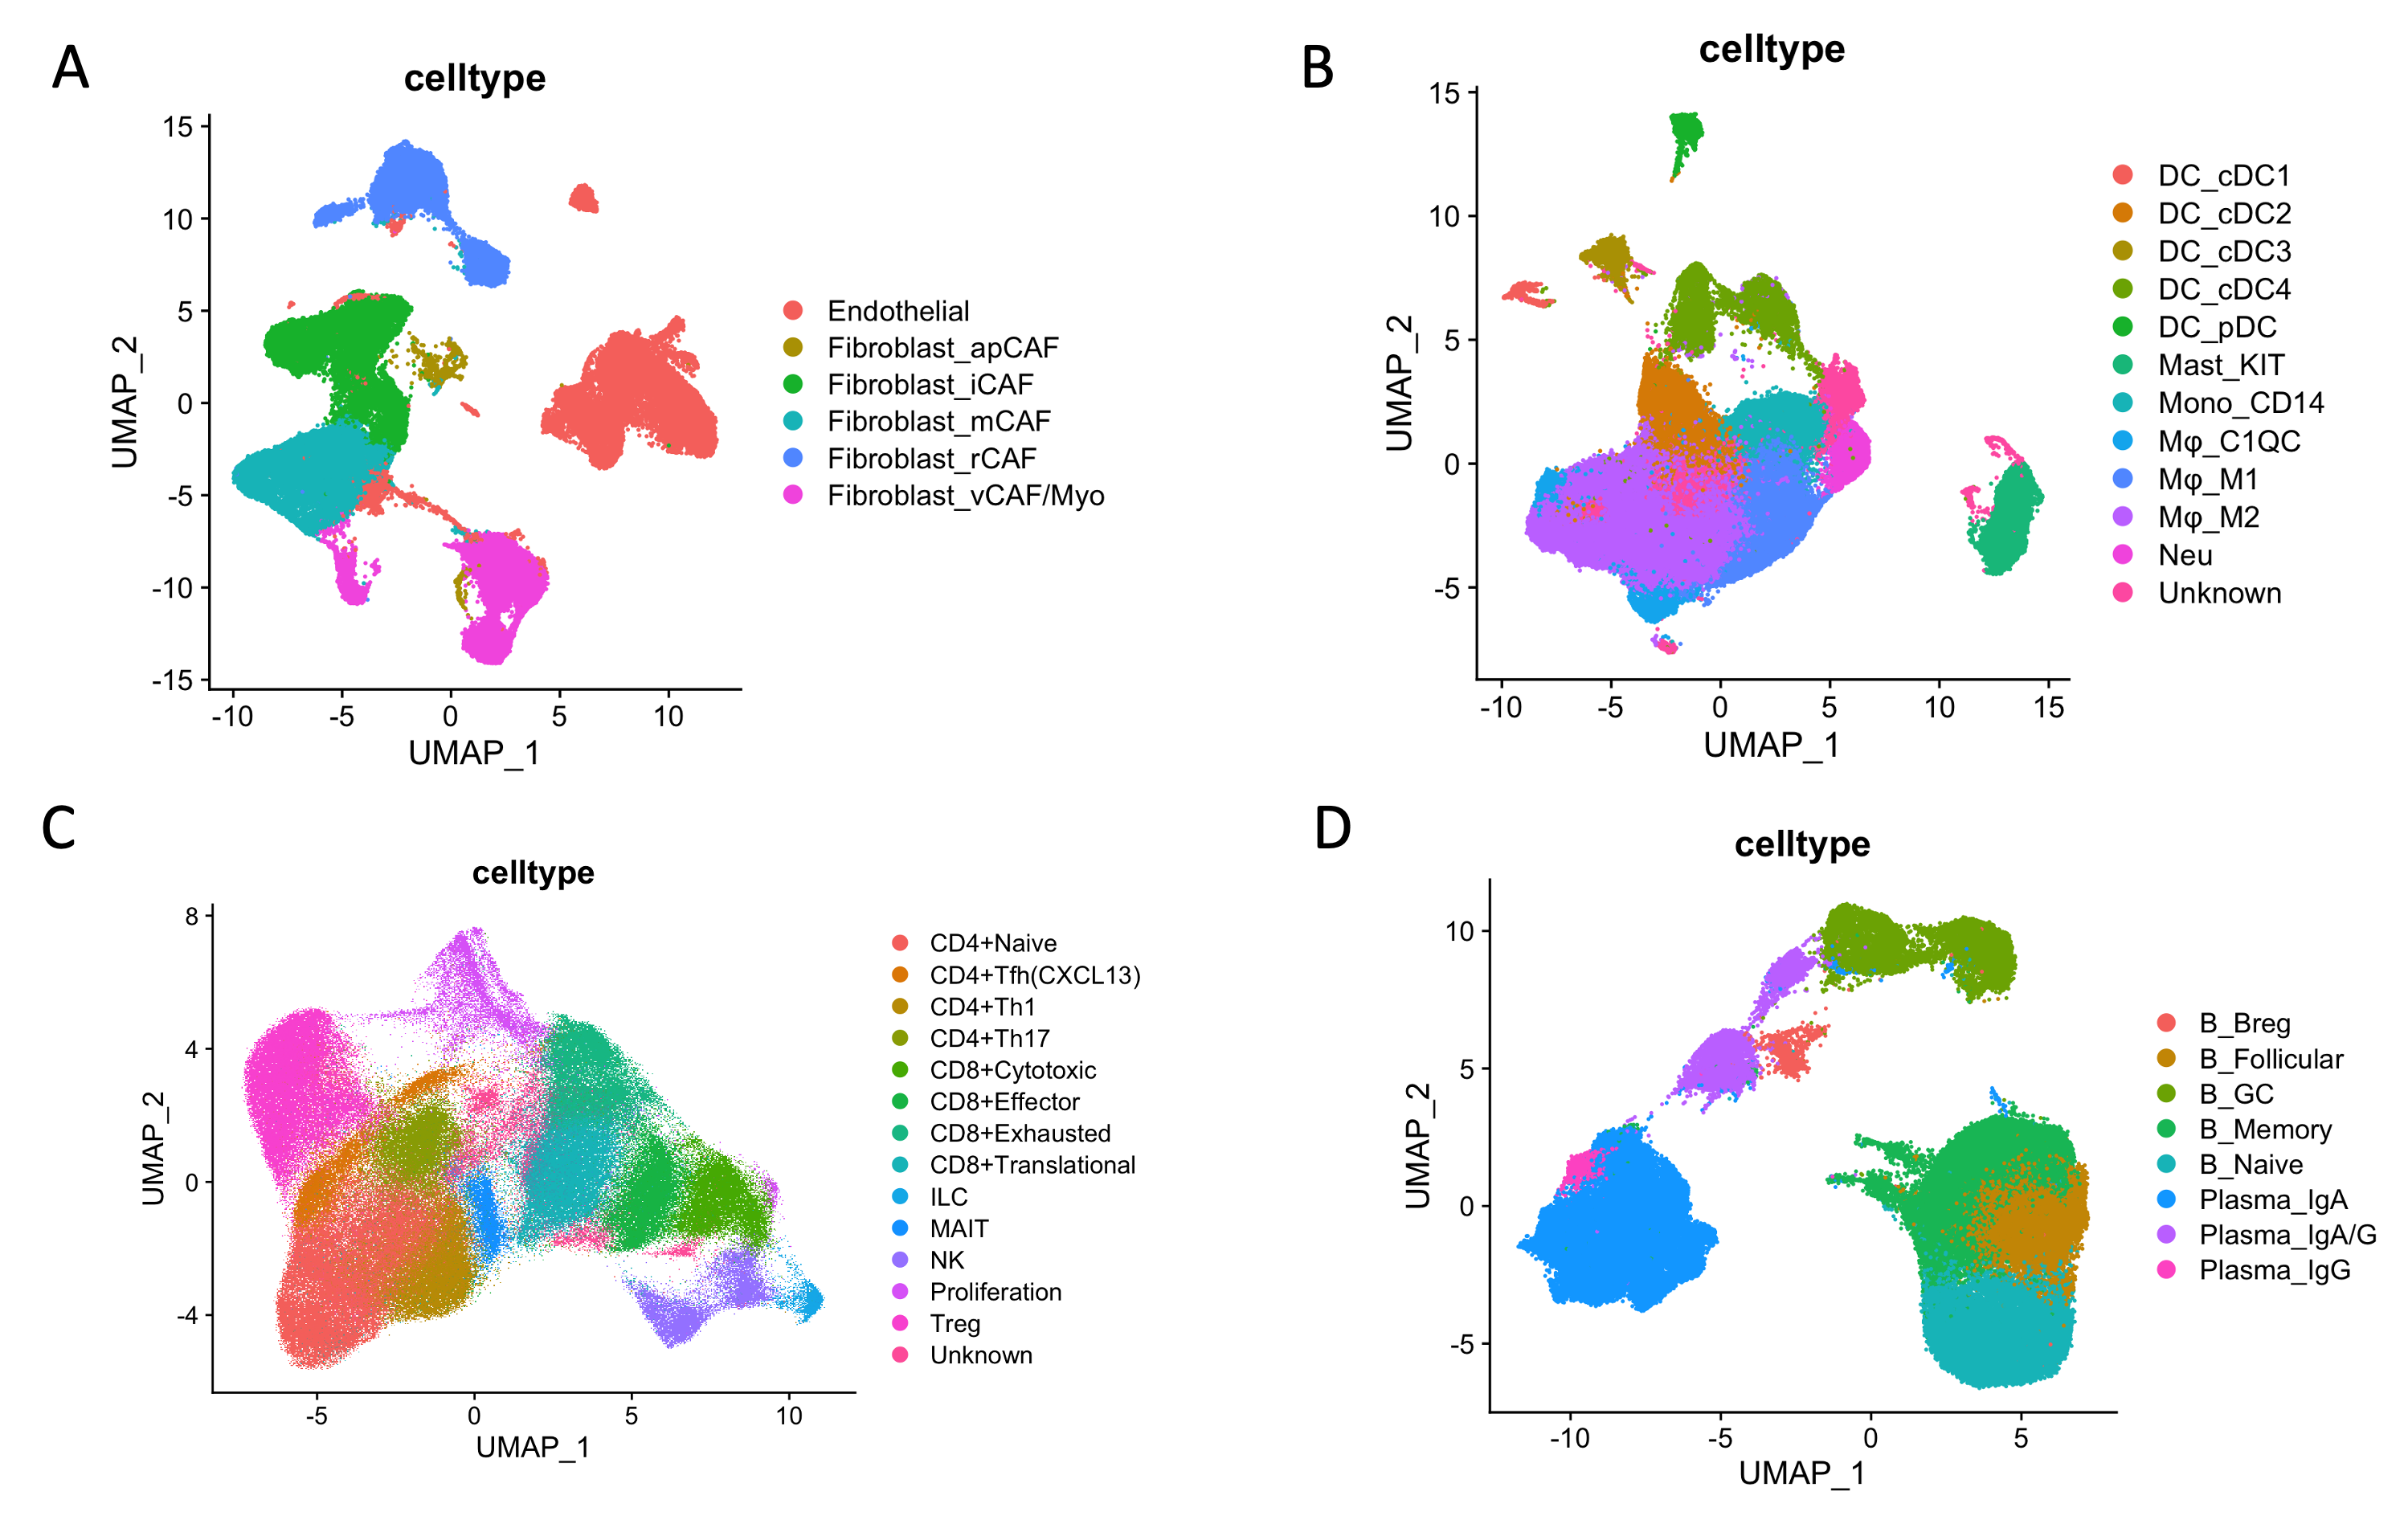 A
celltype
15
10
5
0
-5
-10
-15
UMAP_2
-10 -5 0 5 10
UMAP_1
Endothelial
Fibroblast_apCAF
Fibroblast_iCAF
Fibroblast_mCAF
Fibroblast_rCAF
Fibroblast_vCAF/Myo
B
celltype
15
10
5
0
-5
UMAP_2
-10 -5 0 5 10 15
UMAP_1
DC_cDC1
DC_cDC2
DC_cDC3
DC_cDC4
DC_pDC
Mast_KIT
Mono_CD14
Mφ_C1QC
Mφ_M1
Mφ_M2
Neu
Unknown
C
celltype
8
4
0
-4
UMAP_2
-5 0 5 10
UMAP_1
CD4+Naive
CD4+Tfh(CXCL13)
CD4+Th1
CD4+Th17
CD8+Cytotoxic
CD8+Effector
CD8+Exhausted
CD8+Translational
ILC
MAIT
NK
Proliferation
Treg
Unknown
D
celltype
10
5
0
-5
UMAP_2
-10 -5 0 5
UMAP_1
B_Breg
B_Follicular
B_GC
B_Memory
B_Naive
Plasma_IgA
Plasma_IgA/G
Plasma_IgG